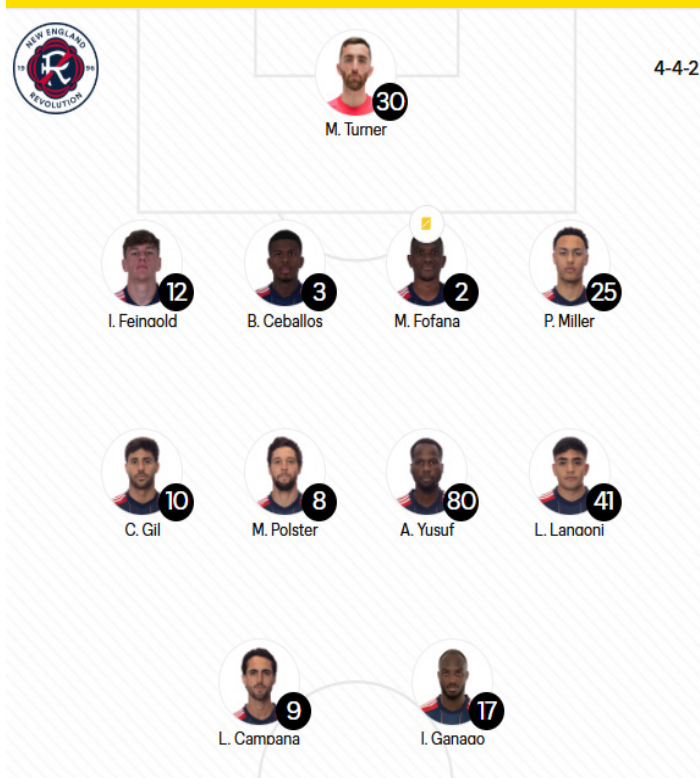 NEW ENGLAND
19 96
REVOLUTION
4-4-2
30
M. Turner
12
3
2
25
I. Feingold
B. Ceballos
M. Fofana
P. Miller
10
8
80
41
C. Gil
M. Polster
A. Yusuf
L. Langoni
9
17
L. Campana
I. Ganago